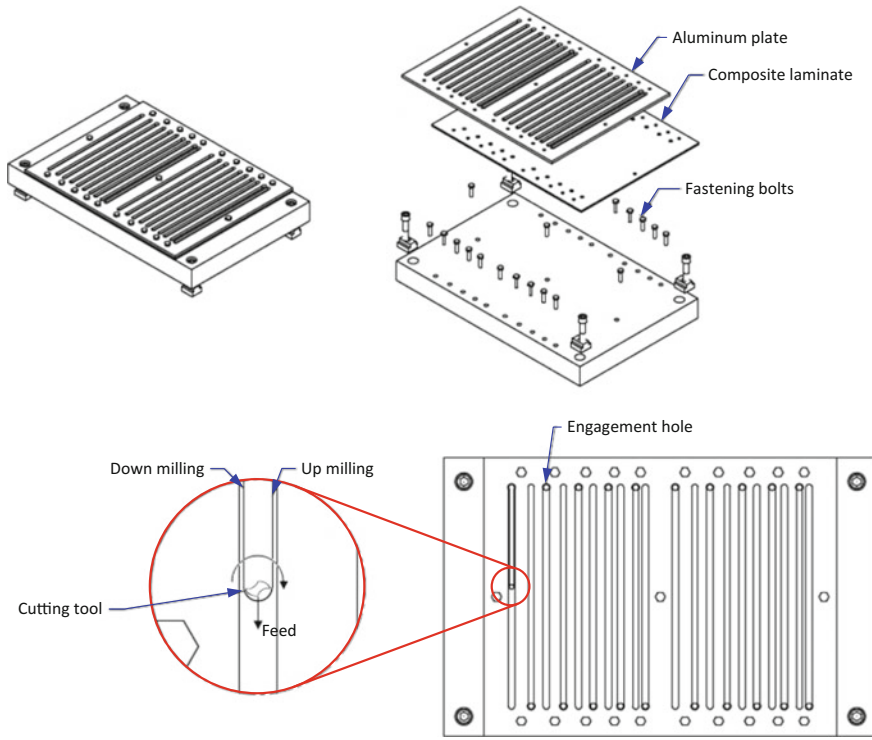 Aluminum plate
Composite laminate
Fastening bolts
Engagement hole
Down milling
Up milling
Cutting tool
Feed